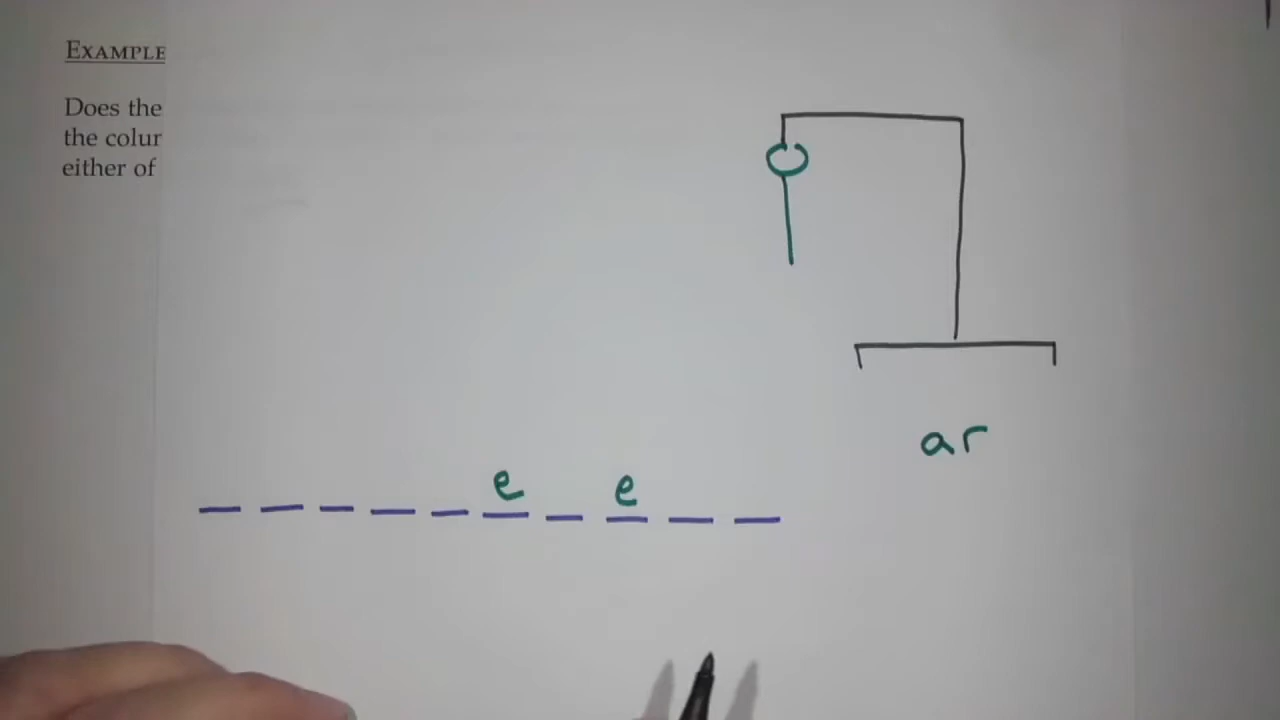 EXAMPLE
Does the
the colur
either of
ar
e e